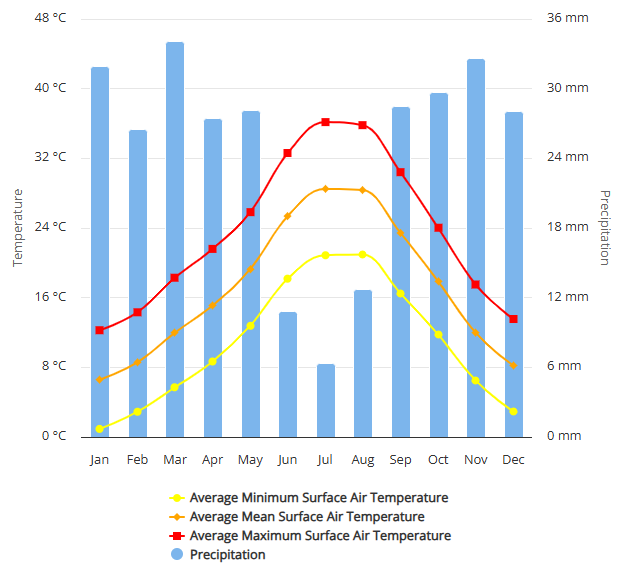 48 °C
36 mm
40 °C
30 mm
32 °C
24 mm
24 °C
18 mm
16 °C
12 mm
8 °C
6 mm
0 °C
0 mm
Temperature
Precipitation
Jan Feb Mar Apr May Jun Jul Aug Sep Oct Nov Dec
Average Minimum Surface Air Temperature
Average Mean Surface Air Temperature
Average Maximum Surface Air Temperature
Precipitation